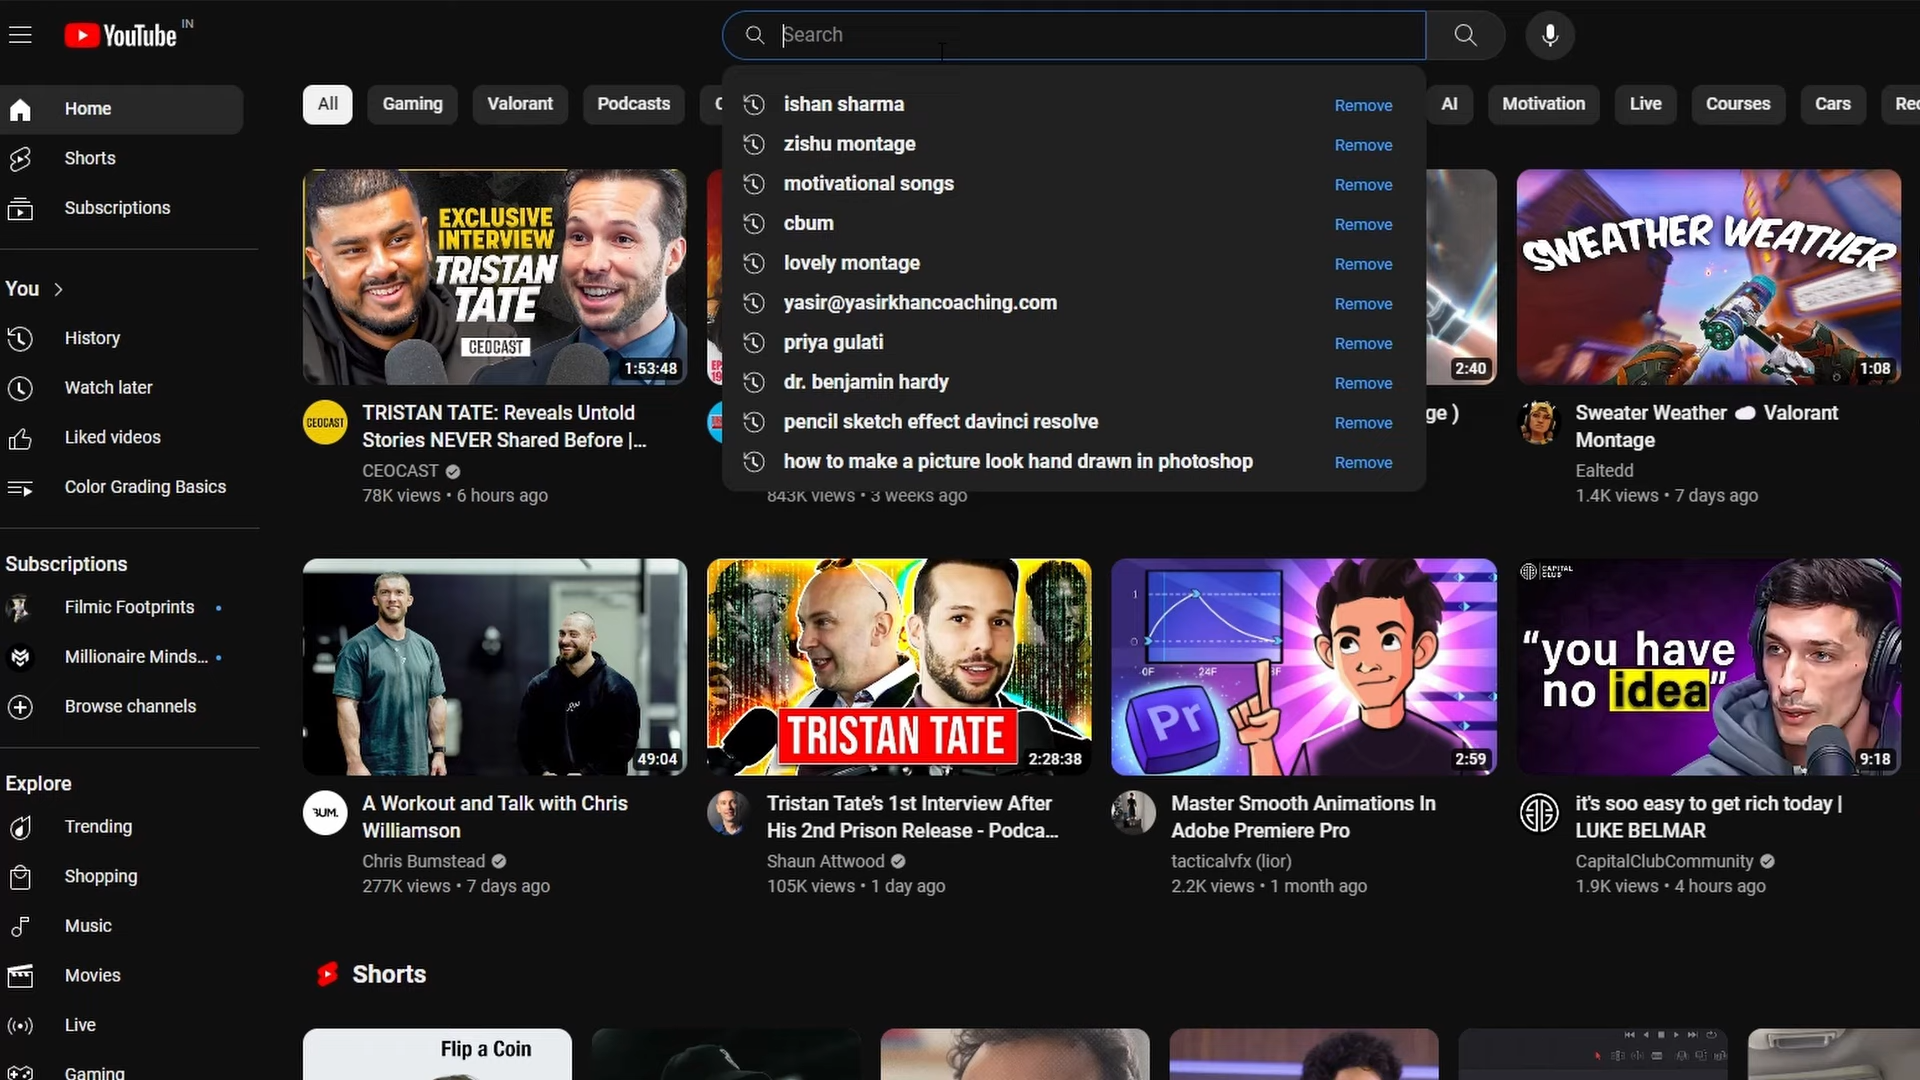 YouTube IN
Search
Home
Shorts
Subscriptions
You
History
Watch later
Liked videos
Color Grading Basics
Subscriptions
Filmic Footprints
Millionaire Minds...
Browse channels
Explore
Trending
Shopping
Music
Movies
Live
Gaming
All
Gaming
Valorant
Podcasts
AI
Motivation
Live
Courses
Cars
ishan sharma Remove
zishu montage Remove
motivational songs Remove
cbum Remove
lovely montage Remove
yasir@yasirkhancoaching.com Remove
priya gulati Remove
dr. benjamin hardy Remove
pencil sketch effect davinci resolve Remove
how to make a picture look hand drawn in photoshop Remove
EXCLUSIVE
INTERVIEW
TRISTAN
TATE
CEOCAST
1:53:48
CEOCAST
TRISTAN TATE: Reveals Untold
Stories NEVER Shared Before |...
CEOCAST
78K views • 6 hours ago
843K views • 3 weeks ago
2:40
ge )
SWEATHER WEATHER
1:08
Sweater Weather ☁ Valorant
Montage
Ealtedd
1.4K views • 7 days ago
49:04
BUM.
A Workout and Talk with Chris
Williamson
Chris Bumstead
277K views • 7 days ago
TRISTAN TATE
2:28:38
Tristan Tate's 1st Interview After
His 2nd Prison Release - Podca...
Shaun Attwood
105K views • 1 day ago
1
0
0F 24F
Pr
2:59
Master Smooth Animations In
Adobe Premiere Pro
tacticalvfx (lior)
2.2K views • 1 month ago
CAPITAL
CLUB
“you have
no idea”
9:18
it's soo easy to get rich today |
LUKE BELMAR
CapitalClubCommunity
1.9K views • 4 hours ago
Shorts
Flip a Coin